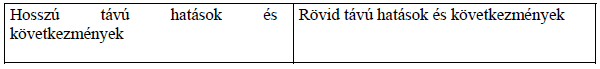 Hosszú távú hatások és
következmények
Rövid távú hatások és következmények